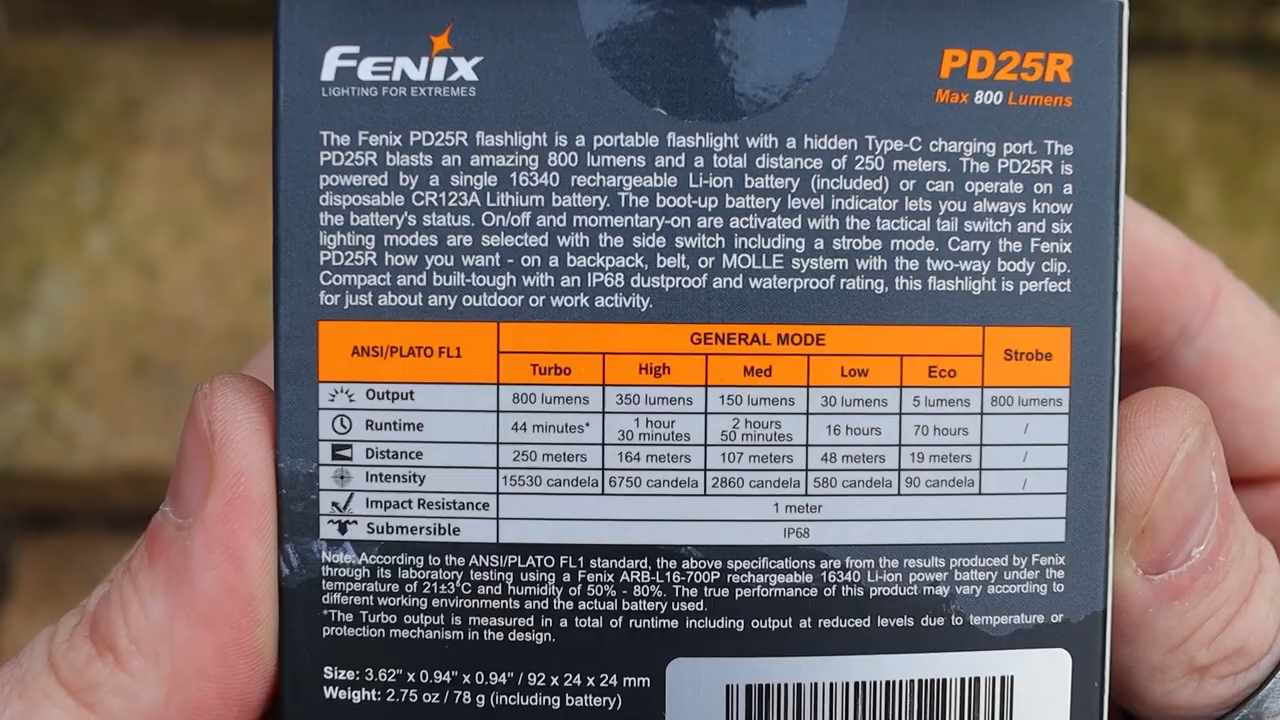 FENIX
PD25R
LIGHTING FOR EXTREMES
Max 800 Lumens
The Fenix PD25R flashlight is a portable flashlight with a hidden Type-C charging port. The
PD25R blasts an amazing 800 lumens and a total distance of 250 meters. The PD25R is
powered by a single 16340 rechargeable Li-ion battery (included) or can operate on a
disposable CR123A Lithium battery. The boot-up battery level indicator lets you always know
the battery's status. On/off and momentary-on are activated with the tactical tail switch and six
lighting modes are selected with the side switch including a strobe mode. Carry the Fenix
PD25R how you want - on a backpack, belt, or MOLLE system with the two-way body clip.
Compact and built-tough with an IP68 dustproof and waterproof rating, this flashlight is perfect
for just about any outdoor or work activity.
ANSI/PLATO FL1 GENERAL MODE Strobe
Turbo High Med Low Eco
Output 800 lumens 350 lumens 150 lumens 30 lumens 5 lumens 800 lumens
Runtime 44 minutes* 1 hour 30 minutes 2 hours 50 minutes 16 hours 70 hours /
Distance 250 meters 164 meters 107 meters 48 meters 19 meters /
Intensity 15530 candela 6750 candela 2860 candela 580 candela 90 candela /
Impact Resistance 1 meter
Submersible IP68
Note: According to the ANSI/PLATO FL1 standard, the above specifications are from the results produced by Fenix
through its laboratory testing using a Fenix ARB-L16-700P rechargeable 16340 Li-ion power battery under the
temperature of 21±3°C and humidity of 50% - 80%. The true performance of this product may vary according to
different working environments and the actual battery used.
*The Turbo output is measured in a total of runtime including output at reduced levels due to temperature or
protection mechanism in the design.
Size: 3.62" x 0.94" x 0.94" / 92 x 24 x 24 mm
Weight: 2.75 oz / 78 g (including battery)